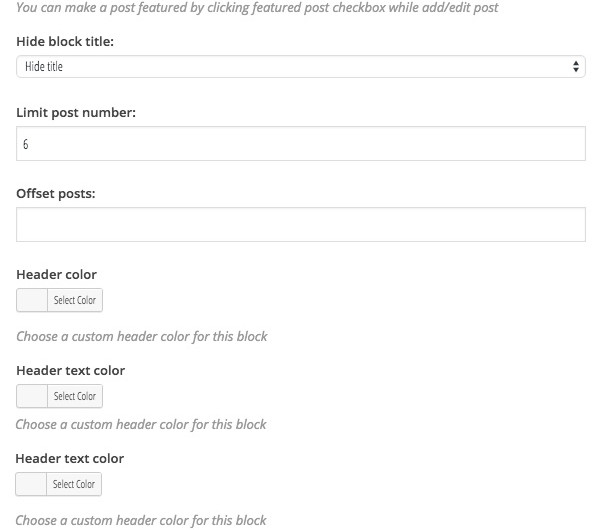 You can make a post featured by clicking featured post checkbox while add/edit post
Hide block title:
Hide title
Limit post number:
6
Offset posts:
Header color
Select Color
Choose a custom header color for this block
Header text color
Select Color
Choose a custom header color for this block
Header text color
Select Color
Choose a custom header color for this block